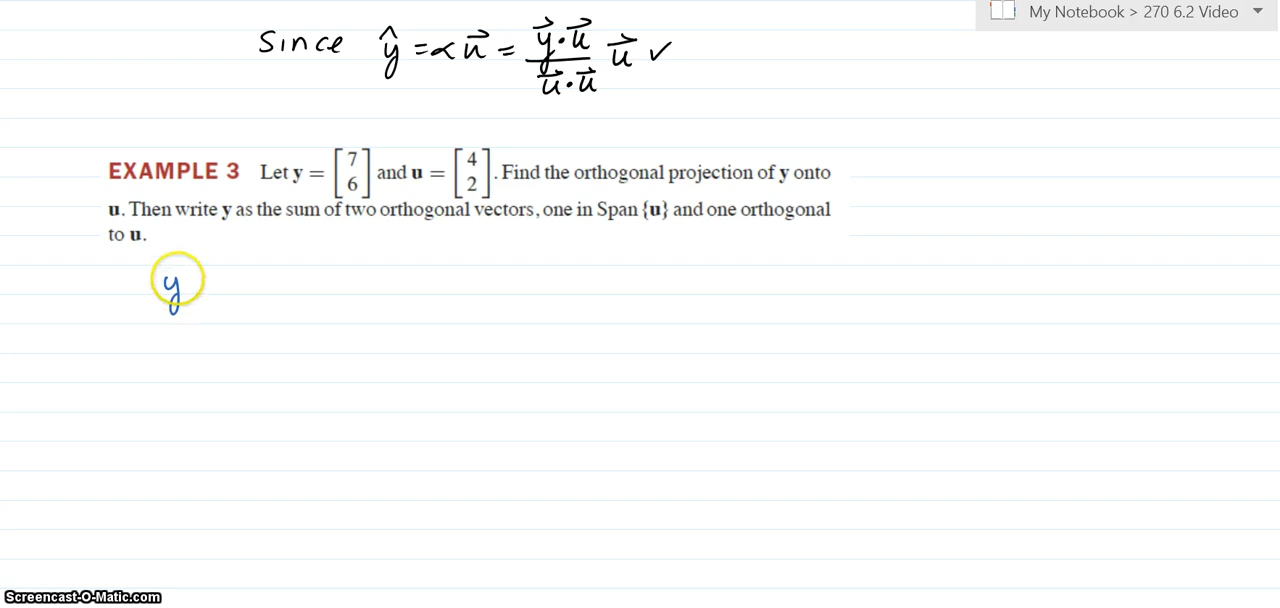 My Notebook > 270 6.2 Video
Since ŷ = α u⃗ = (y⃗ · u⃗)/(u⃗ · u⃗) u⃗ ✓
EXAMPLE 3 Let y = [7 6] and u = [4 2]. Find the orthogonal projection of y onto
u. Then write y as the sum of two orthogonal vectors, one in Span {u} and one orthogonal
to u.
y
Screencast-O-Matic.com